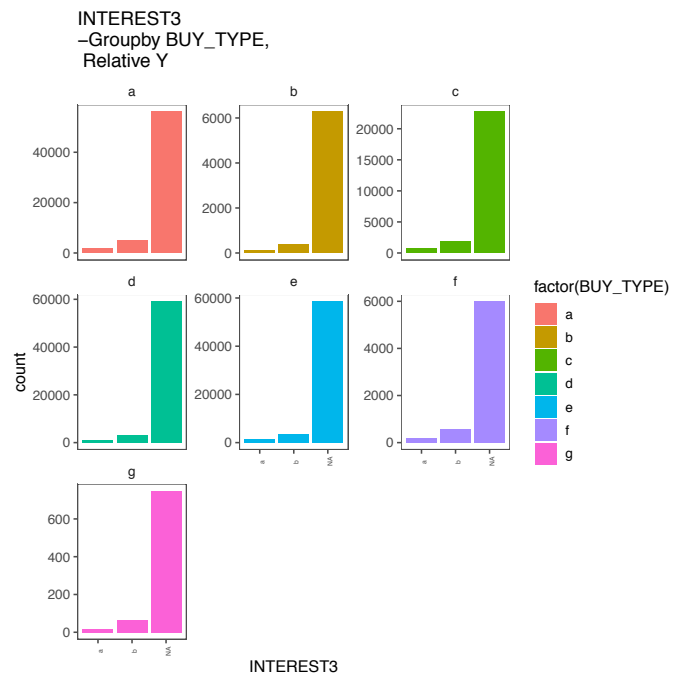 INTEREST3
−Groupby BUY_TYPE,
Relative Y
a
b
c
40000
20000
0
6000
4000
2000
0
20000
15000
10000
5000
0
d
e
f
60000
40000
20000
0
60000
40000
20000
0
a
b
NA
6000
4000
2000
0
a
b
NA
g
600
400
200
0
a
b
NA
count
INTEREST3
factor(BUY_TYPE)
a
b
c
d
e
f
g